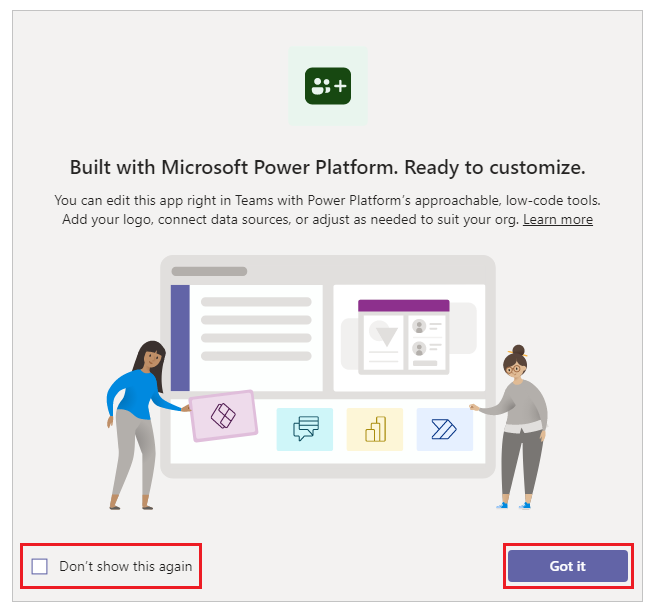 Built with Microsoft Power Platform. Ready to customize.
You can edit this app right in Teams with Power Platform’s approachable, low-code tools.
Add your logo, connect data sources, or adjust as needed to suit your org. Learn more
Don’t show this again
Got it